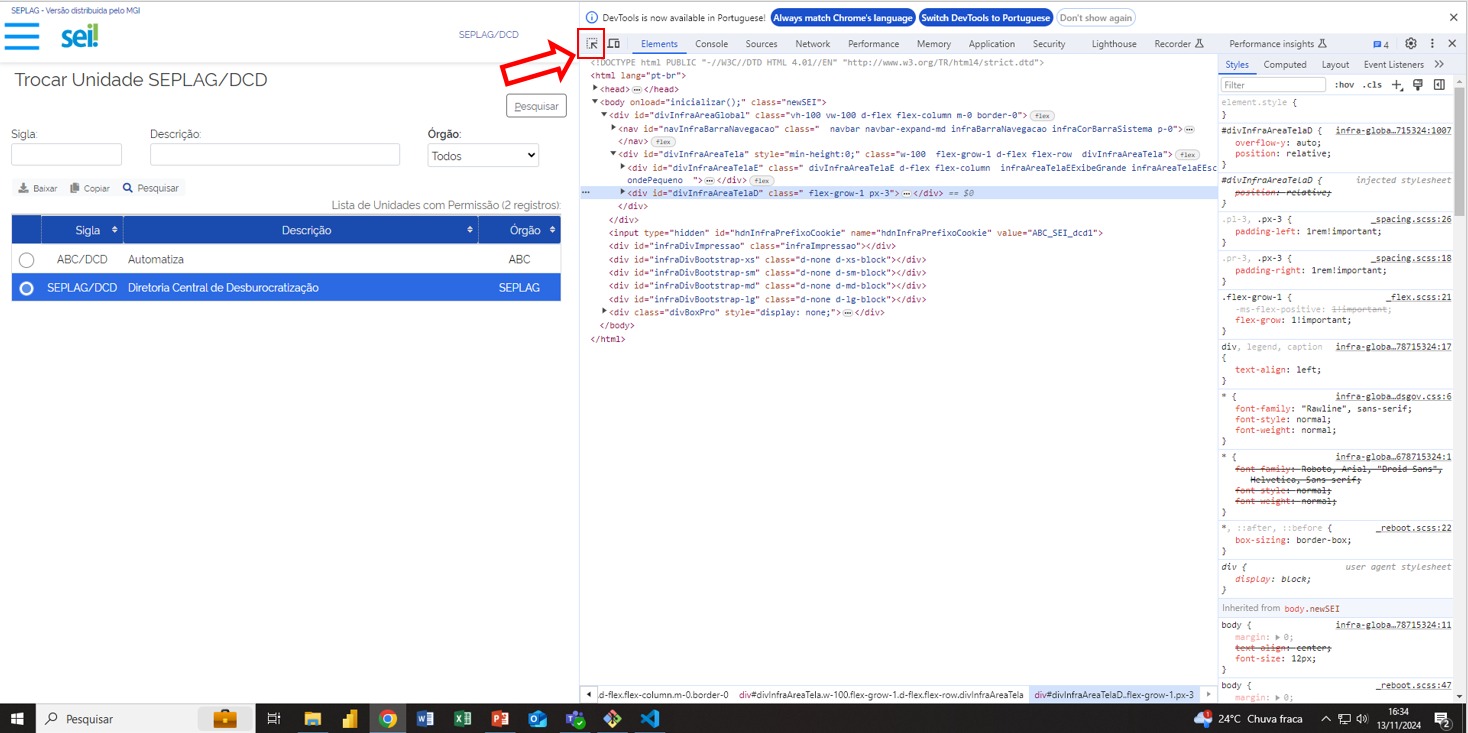 SEPLAG - Versão distribuida pelo MGI
sei!
SEPLAG/DCD
Trocar Unidade SEPLAG/DCD
Pesquisar
Sigla:
Descrição:
Órgão:
Todos
Baixar
Copiar
Pesquisar
Lista de Unidades com Permissão (2 registros):
Sigla
Descrição
Órgão
ABC/DCD
Automatiza
ABC
SEPLAG/DCD
Diretoria Central de Desburocratização
SEPLAG
DevTools is now available in Portuguese!
Always match Chrome's language
Switch DevTools to Portuguese
Don't show again
Elements
Console
Sources
Network
Performance
Memory
Application
Security
Lighthouse
Recorder
Performance insights
4
<!DOCTYPE html PUBLIC "-//W3C//DTD HTML 4.01//EN" "http://www.w3.org/TR/html4/strict.dtd">
<html lang="pt-br">
<head>…</head>
<body onload="inicializar();" class="newSEI">
<div id="divInfraAreaGlobal" class="vh-100 vw-100 d-flex flex-column m-0 border-0"> flex
<nav id="navInfraBarraNavegacao" class="  navbar navbar-expand-md infraBarraNavegacao infraCorBarraSistema p-0">…
</nav> flex
<div id="divInfraAreaTela" style="min-height:0;" class="w-100  flex-grow-1 d-flex flex-row  divInfraAreaTela"> flex
<div id="divInfraAreaTelaE" class=" divInfraAreaTelaE d-flex flex-column  infraAreaTelaEExibeGrande infraAreaTelaEEsc
ondePequeno  ">…</div> flex
<div id="divInfraAreaTelaD" class=" flex-grow-1 px-3">…</div> == $0
</div>
</div>
<input type="hidden" id="hdnInfraPrefixoCookie" name="hdnInfraPrefixoCookie" value="ABC_SEI_dcd1">
<div id="infraDivImpressao" class="infraImpressao"></div>
<div id="infraDivBootstrap-xs" class="d-none d-xs-block"></div>
<div id="infraDivBootstrap-sm" class="d-none d-sm-block"></div>
<div id="infraDivBootstrap-md" class="d-none d-md-block"></div>
<div id="infraDivBootstrap-lg" class="d-none d-lg-block"></div>
<div class="divBoxPro" style="display: none;">…</div>
</body>
</html>
.d-flex.flex-column.m-0.border-0
div#divInfraAreaTela.w-100.flex-grow-1.d-flex.flex-row.divInfraAreaTela
div#divInfraAreaTelaD..flex-grow-1.px-3
Styles
Computed
Layout
Event Listeners
Filter
:hov
.cls
element.style {
}
#divInfraAreaTelaD { infra-globa…715324:1007
overflow-y: auto;
position: relative;
}
#divInfraAreaTelaD { injected stylesheet
position: relative;
}
.pl-3, .px-3 { _spacing.scss:26
padding-left: 1rem!important;
}
.pr-3, .px-3 { _spacing.scss:18
padding-right: 1rem!important;
}
.flex-grow-1 { _flex.scss:21
-ms-flex-positive: 1!important;
flex-grow: 1!important;
}
div, legend, caption infra-globa…78715324:17
{
text-align: left;
}
* { infra-globa…dsgov.css:6
font-family: "Rawline", sans-serif;
font-style: normal;
font-weight: normal;
}
* { infra-globa…678715324:1
font-family: Roboto, Arial, "Droid Sans",
Helvetica, Sans-serif;
font-style: normal;
font-weight: normal;
}
*, ::after, ::before { _reboot.scss:22
box-sizing: border-box;
}
div { user agent stylesheet
display: block;
}
Inherited from body.newSEI
body { infra-globa…78715324:11
margin: 0;
text-align: center;
font-size: 12px;
}
body { _reboot.scss:47
margin: 0;
Pesquisar
1
24°C Chuva fraca
16:34
13/11/2024
2